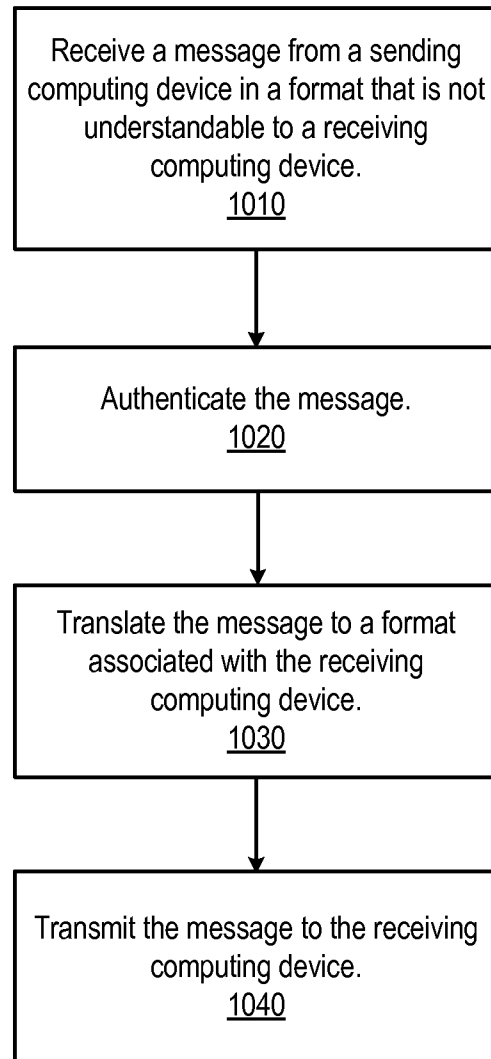 Receive a message from a sending
computing device in a format that is not
understandable to a receiving
computing device.
1010
Authenticate the message.
1020
Translate the message to a format
associated with the receiving
computing device.
1030
Transmit the message to the receiving
computing device.
1040